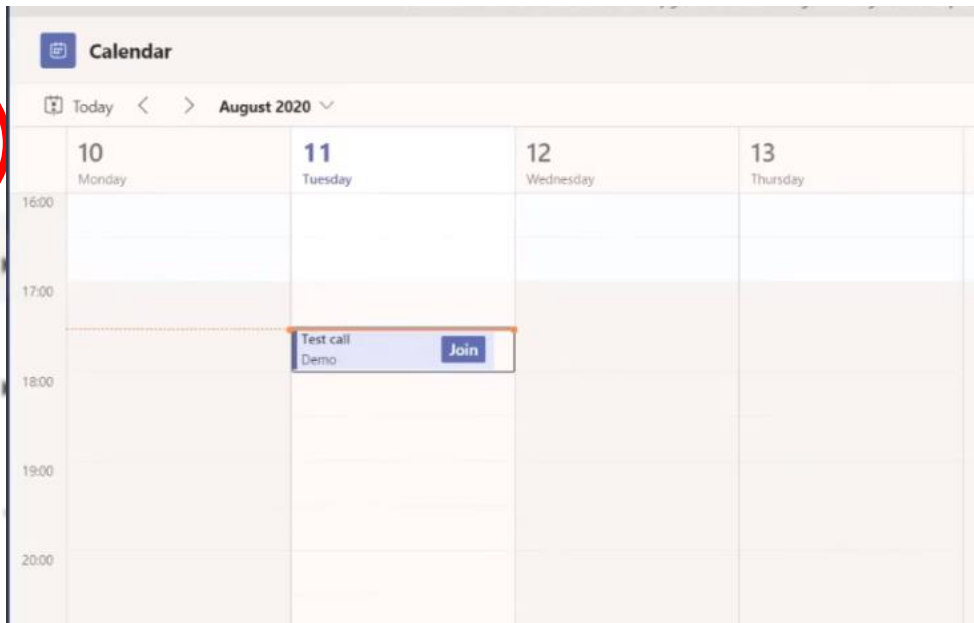 Calendar
Today < > August 2020
10 11 12 13
Monday Tuesday Wednesday Thursday
16:00
17:00
Test call
Join
Demo
18:00
19:00
20:00